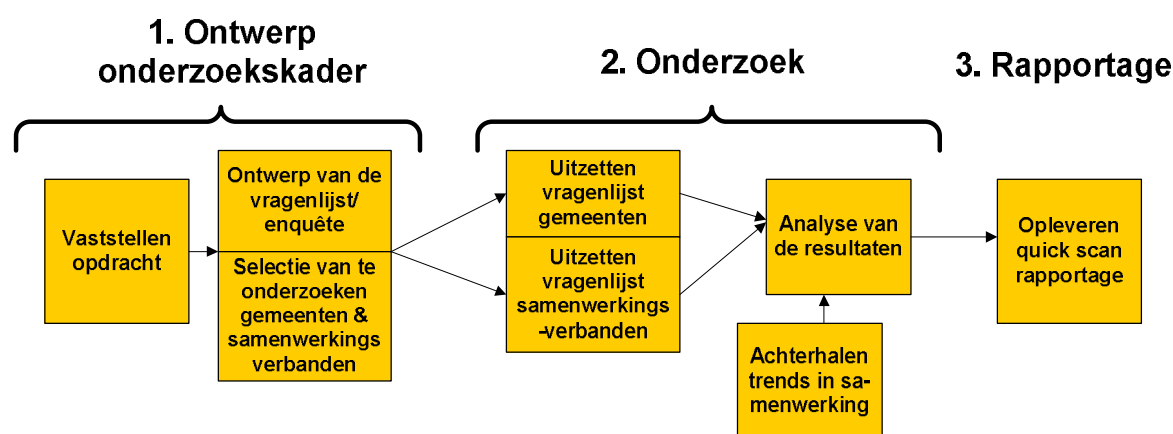 1. Ontwerp
onderzoekskader
2. Onderzoek
3. Rapportage
Vaststellen
opdracht
Ontwerp van de
vragenlijst/
enquête
Selectie van te
onderzoeken
gemeenten &
samenwerkings
verbanden
Uitzetten
vragenlijst
gemeenten
Uitzetten
vragenlijst
samenwerkings
-verbanden
Analyse van
de resultaten
Achterhalen
trends in sa-
menwerking
Opleveren
quick scan
rapportage